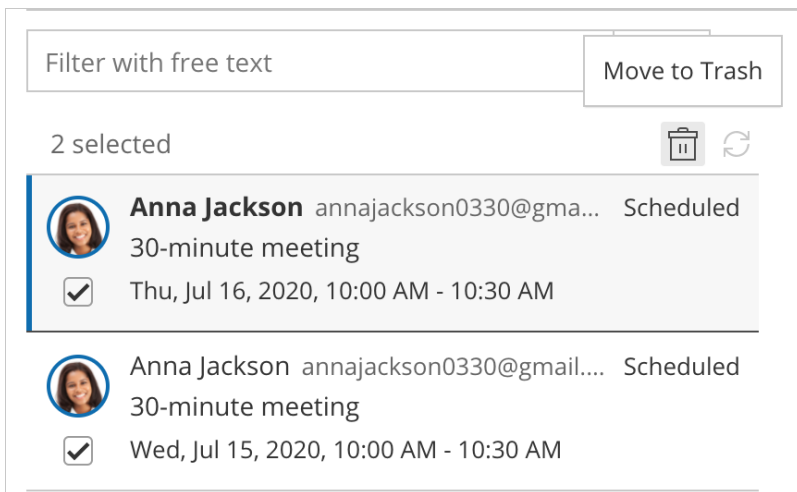 Filter with free text
Move to Trash
2 selected
Anna Jackson annajackson0330@gma... Scheduled
30-minute meeting
Thu, Jul 16, 2020, 10:00 AM - 10:30 AM
Anna Jackson annajackson0330@gmail.... Scheduled
30-minute meeting
Wed, Jul 15, 2020, 10:00 AM - 10:30 AM